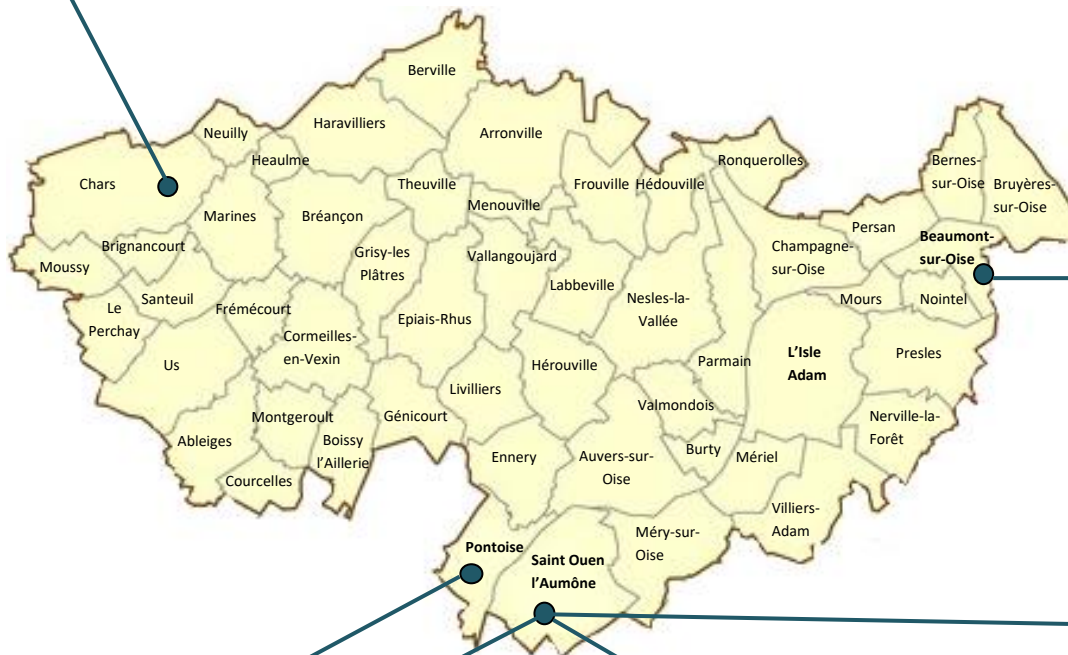 Berville
Neuilly
Haravilliers
Arronville
Heaulme
Ronquerolles
Bernes-
sur-Oise
Chars
Theuville
Frouville
Hédouville
Bruyères-
sur-Oise
Marines
Bréançon
Menouville
Persan
Beaumont-
sur-Oise
Brignancourt
Grisy-les
Plâtres
Vallangoujard
Champagne-
sur-Oise
Moussy
Labbeville
Nesles-la-
Vallée
Santeuil
Le
Perchay
Frémécourt
Epiais-Rhus
Mours
Nointel
Cormeilles-
en-Vexin
Us
Hérouville
Parmain
L'Isle
Adam
Presles
Livilliers
Valmondois
Montgeroult
Génicourt
Nerville-la-
Forêt
Ableiges
Boissy
l'Aillerie
Ennery
Auvers-sur-
Oise
Burty
Mériel
Courcelles
Villiers-
Adam
Méry-sur-
Oise
Pontoise
Saint Ouen
l'Aumône